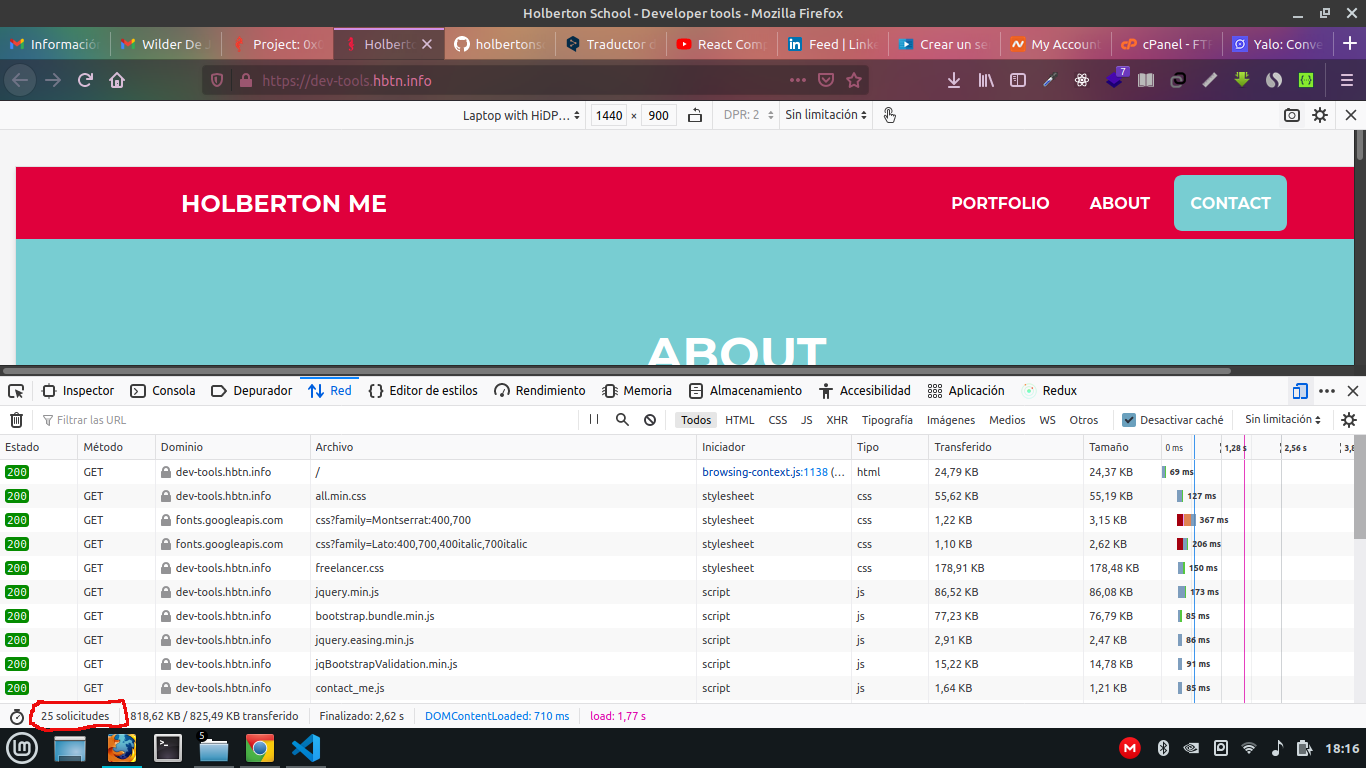 Holberton School - Developer tools - Mozilla Firefox
Informació Wilder De J Project: 0x Holberto holbertons Traductor d React Comp Feed | Linke Crear un se My Account cPanel - FTP Yalo: Conve
https://dev-tools.hbtn.info 7
Laptop with HiDP... 1440 × 900 DPR: 2 Sin limitación
HOLBERTON ME PORTFOLIO ABOUT CONTACT
ABOUT
Inspector Consola Depurador Red Editor de estilos Rendimiento Memoria Almacenamiento Accesibilidad Aplicación Redux
Filtrar las URL Todos HTML CSS JS XHR Tipografía Imágenes Medios WS Otros Desactivar caché Sin limitación
Estado Método Dominio Archivo Iniciador Tipo Transferido Tamaño 0 ms 1,28 s 2,56 s 3,8
200 GET dev-tools.hbtn.info / browsing-context.js:1138 (... html 24,79 KB 24,37 KB 69 ms
200 GET dev-tools.hbtn.info all.min.css stylesheet css 55,62 KB 55,19 KB 127 ms
200 GET fonts.googleapis.com css?family=Montserrat:400,700 stylesheet css 1,22 KB 3,15 KB 367 ms
200 GET fonts.googleapis.com css?family=Lato:400,700,400italic,700italic stylesheet css 1,10 KB 2,62 KB 206 ms
200 GET dev-tools.hbtn.info freelancer.css stylesheet css 178,91 KB 178,48 KB 150 ms
200 GET dev-tools.hbtn.info jquery.min.js script js 86,52 KB 86,08 KB 173 ms
200 GET dev-tools.hbtn.info bootstrap.bundle.min.js script js 77,23 KB 76,79 KB 85 ms
200 GET dev-tools.hbtn.info jquery.easing.min.js script js 2,91 KB 2,47 KB 86 ms
200 GET dev-tools.hbtn.info jqBootstrapValidation.min.js script js 15,22 KB 14,78 KB 91 ms
200 GET dev-tools.hbtn.info contact_me.js script js 1,64 KB 1,21 KB 85 ms
25 solicitudes 818,62 KB / 825,49 KB transferido Finalizado: 2,62 s DOMContentLoaded: 710 ms load: 1,77 s
5 18:16